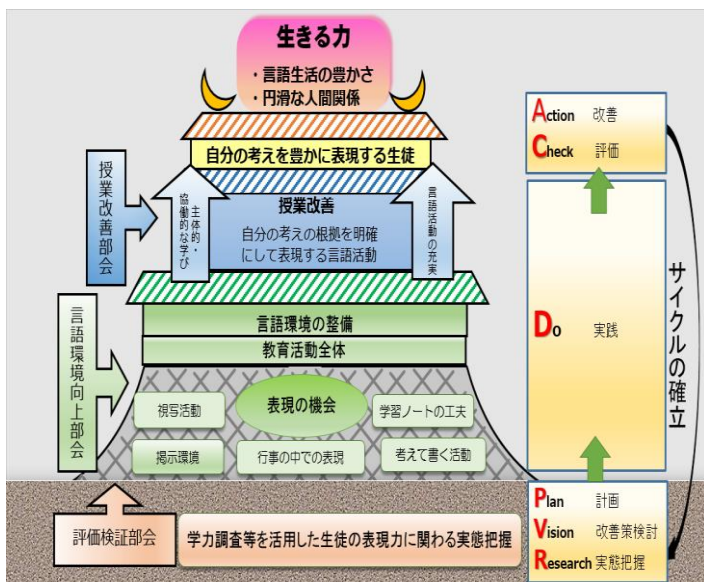 生きる力
・言語生活の豊かさ
・円滑な人間関係
自分の考えを豊かに表現する生徒
授業改善部会
主体的・
協働的な学び
授業改善
自分の考えの根拠を明確
にして表現する言語活動
言語活動の充実
言語環境向上部会
言語環境の整備
教育活動全体
表現の機会
視写活動
学習ノートの工夫
掲示環境
行事の中での表現
考えて書く活動
評価検証部会
学力調査等を活用した生徒の表現力に関わる実態把握
Action 改善
Check 評価
Do 実践
Plan 計画
Vision 改善策検討
Research 実態把握
サイクルの確立